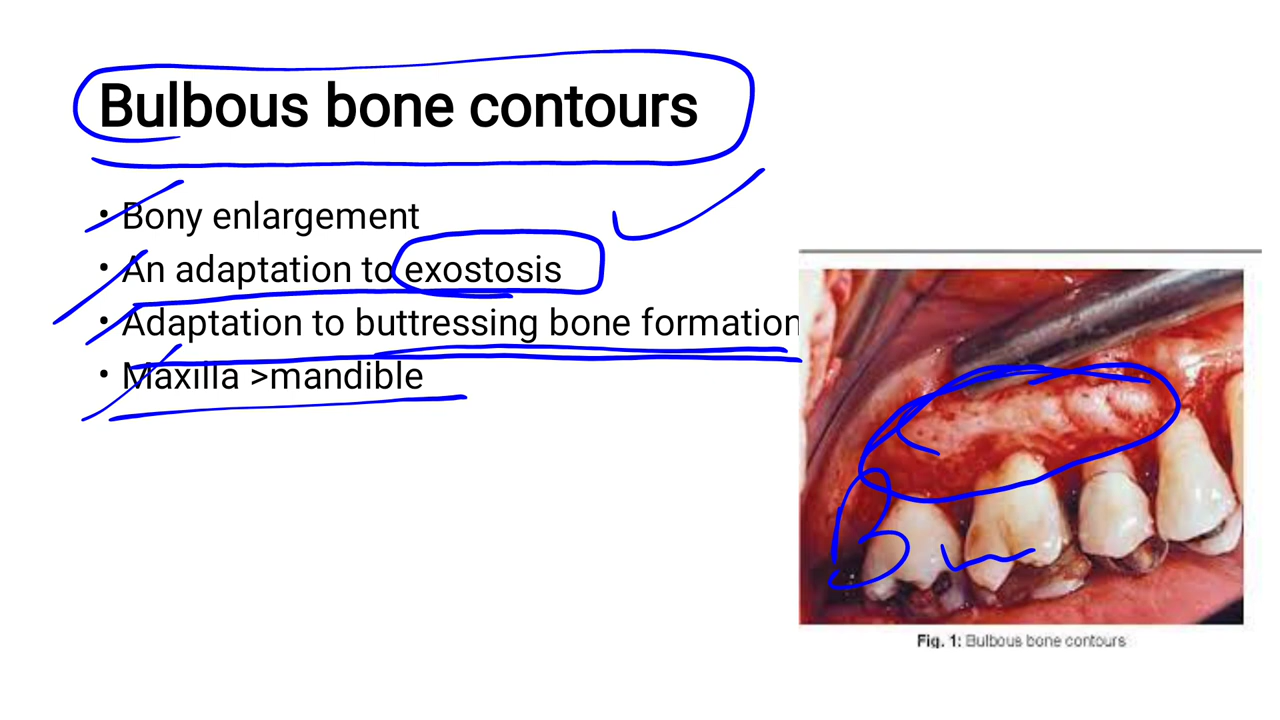 Bulbous bone contours
• Bony enlargement
• An adaptation to exostosis
• Adaptation to buttressing bone formation
• Maxilla >mandible
B
Fig. 1: Bulbous bone contours